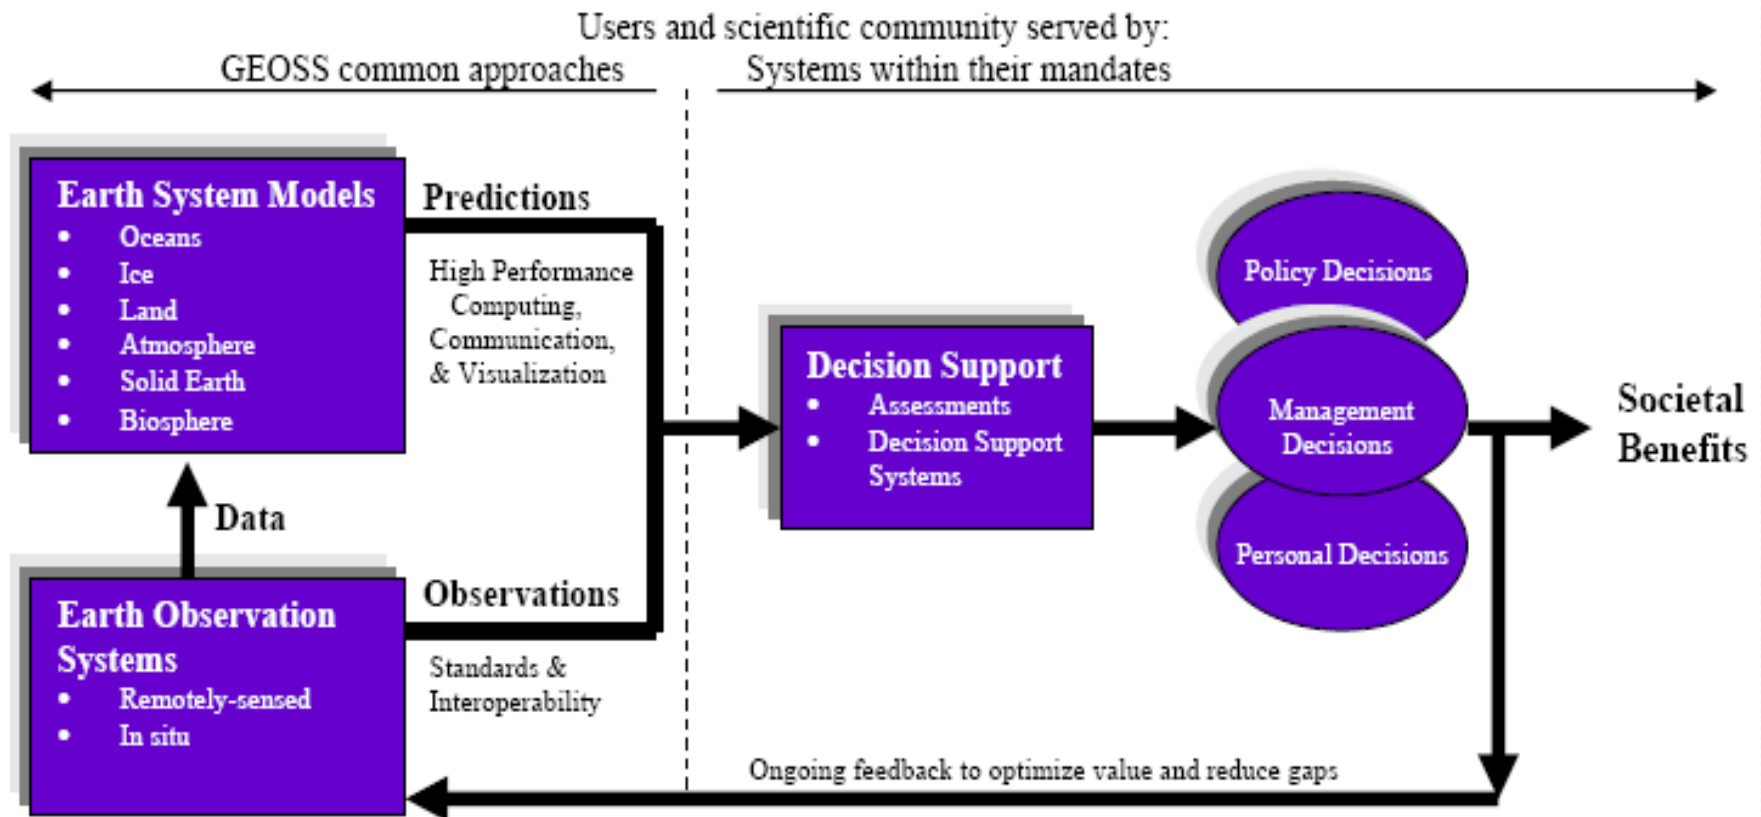 Users and scientific community served by:
GEOSS common approaches
Systems within their mandates
Earth System Models
• Oceans
• Ice
• Land
• Atmosphere
• Solid Earth
• Biosphere
Predictions
High Performance
Computing,
Communication,
& Visualization
Data
Earth Observation
Systems
• Remotely-sensed
• In situ
Observations
Standards &
Interoperability
Decision Support
• Assessments
• Decision Support
Systems
Policy Decisions
Management
Decisions
Personal Decisions
Societal
Benefits
Ongoing feedback to optimize value and reduce gaps